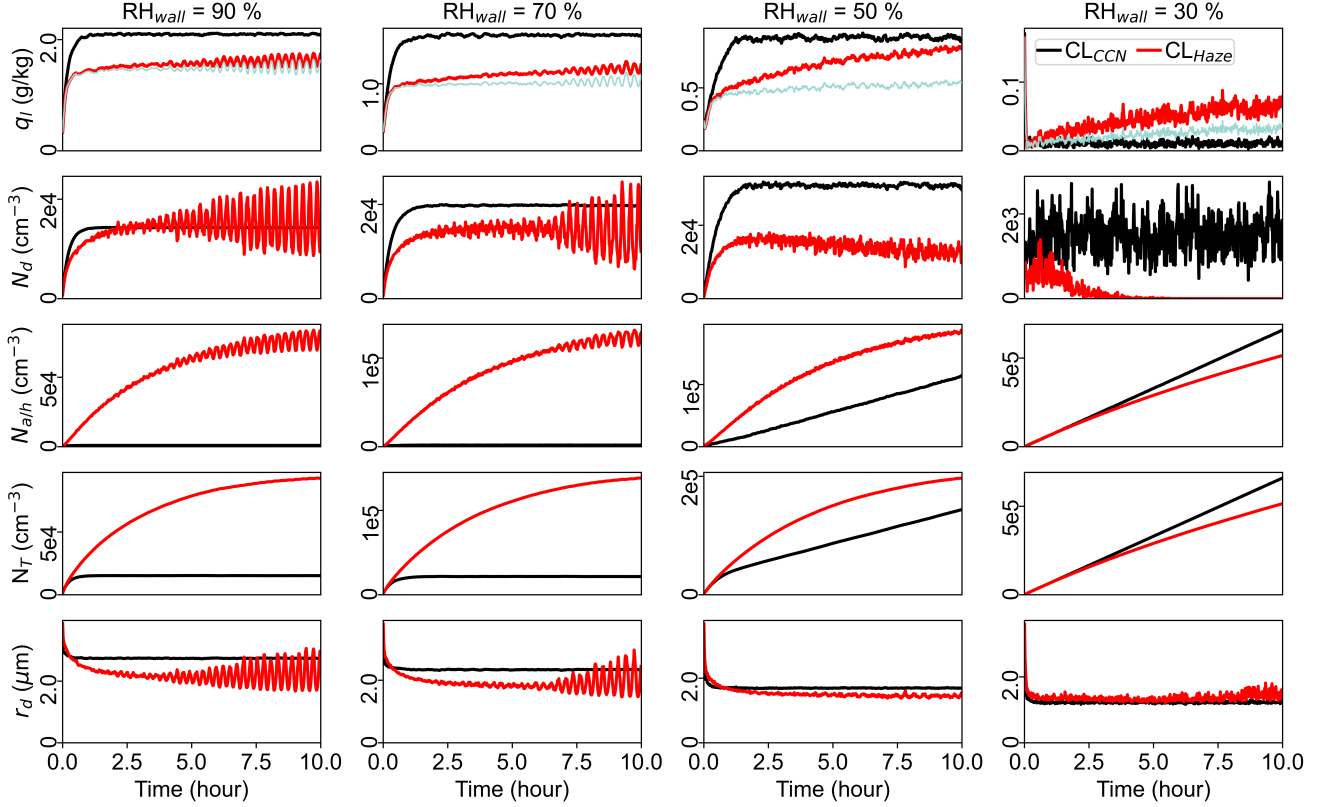 RH_wall = 90 % RH_wall = 70 % RH_wall = 50 % RH_wall = 30 %
q_l (g/kg) 2.0 0 1.0 0 0.5 0 0.1 0
CL_CCN CL_Haze
N_d (cm⁻³) 2e4 0 2e4 0 2e4 0 2e3 0
N_a/h (cm⁻³) 5e4 0 1e5 0 1e5 0 5e5 0
N_T (cm⁻³) 5e4 0 1e5 0 2e5 0 5e5 0
r_d (μm) 2.0 0 2.0 0 2.0 0 2.0 1.0 0
0.0 2.5 5.0 7.5 10.0 0.0 2.5 5.0 7.5 10.0 0.0 2.5 5.0 7.5 10.0 0.0 2.5 5.0 7.5 10.0
Time (hour) Time (hour) Time (hour) Time (hour)